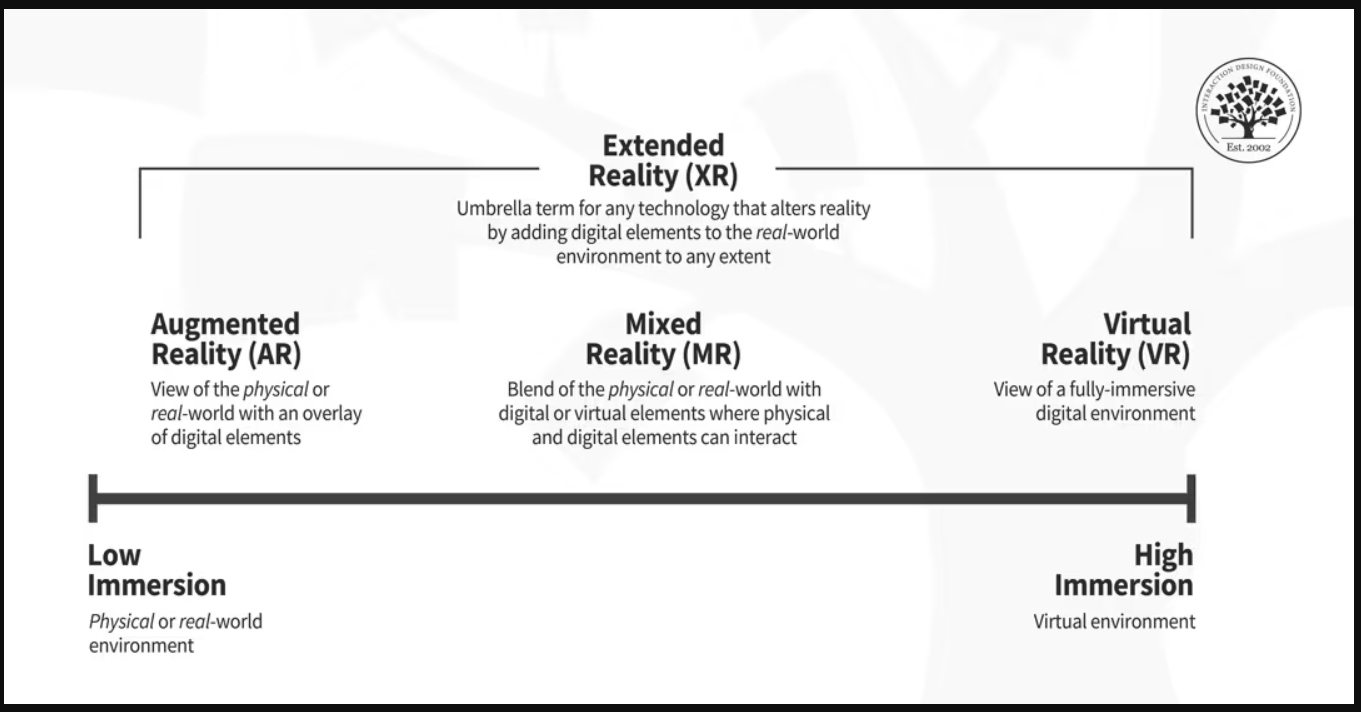 INTERACTION DESIGN FOUNDATION
Est. 2002
Extended
Reality (XR)
Umbrella term for any technology that alters reality
by adding digital elements to the real-world
environment to any extent
Augmented
Reality (AR)
View of the physical or
real-world with an overlay
of digital elements
Mixed
Reality (MR)
Blend of the physical or real-world with
digital or virtual elements where physical
and digital elements can interact
Virtual
Reality (VR)
View of a fully-immersive
digital environment
Low
Immersion
Physical or real-world
environment
High
Immersion
Virtual environment